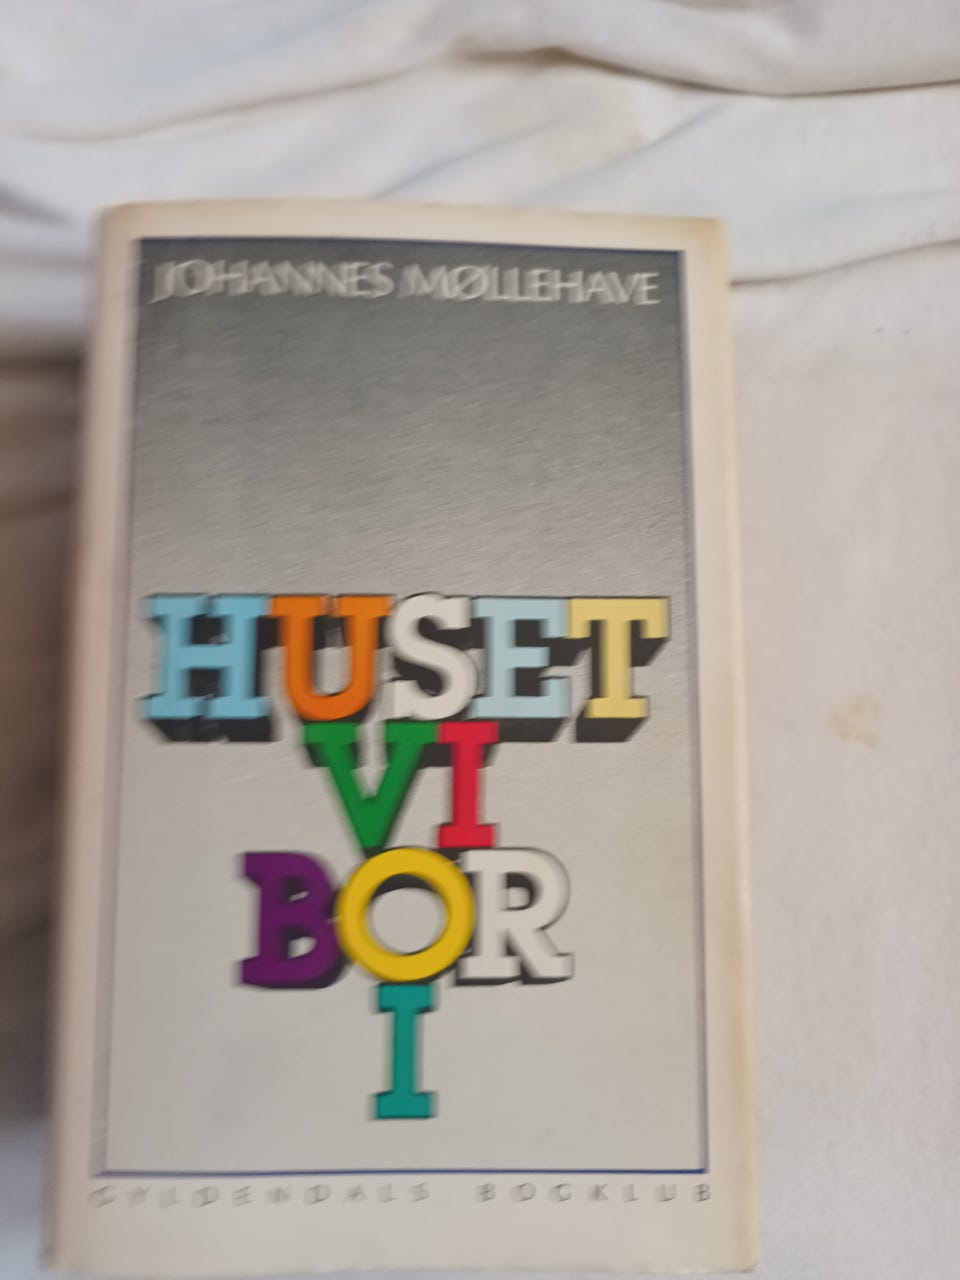 JOHANNES MØLLEHAVE
HUSET
VI
BOR
I
GYLDENDALS BOGKLUB